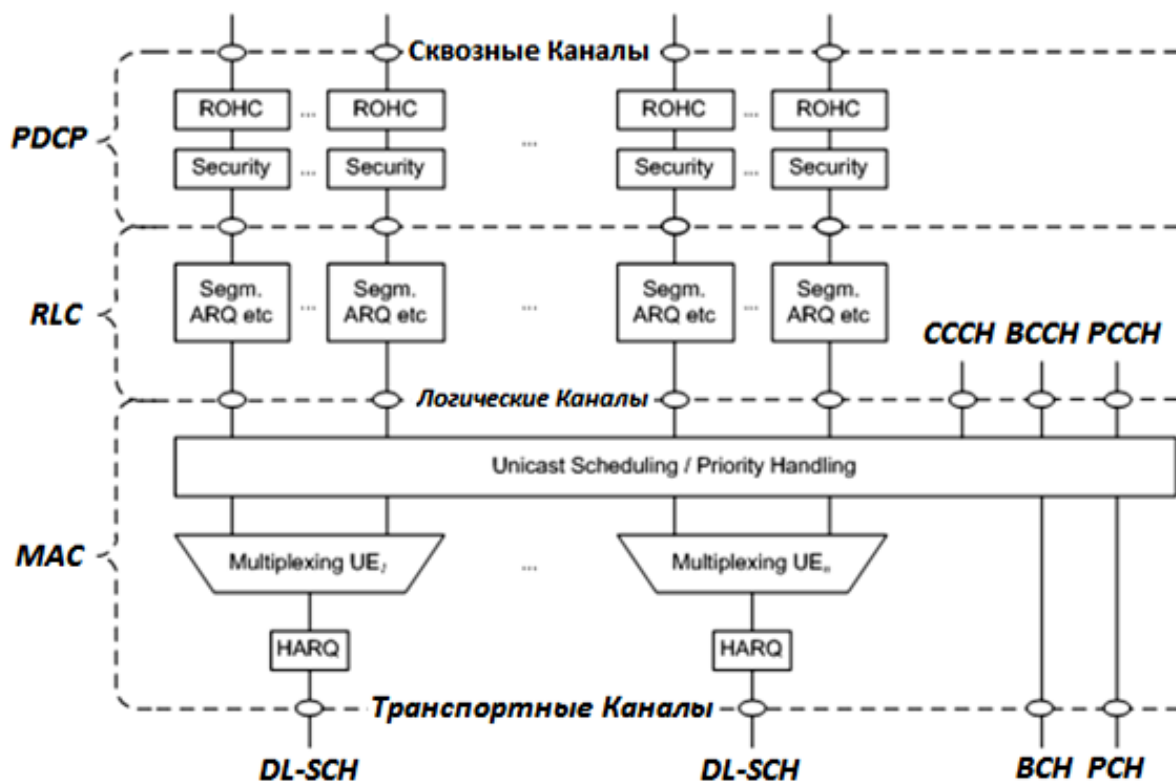 Сквозные Каналы
ROHC ... ROHC ROHC ... ROHC
PDCP
...
Security ... Security Security ... Security
Segm. ARQ etc ... Segm. ARQ etc ... Segm. ARQ etc ... Segm. ARQ etc
RLC
CCCH BCCH PCCH
Логические Каналы
Unicast Scheduling / Priority Handling
MAC
Multiplexing UE1 ... Multiplexing UEn
HARQ HARQ
Транспортные Каналы
DL-SCH DL-SCH BCH PCH